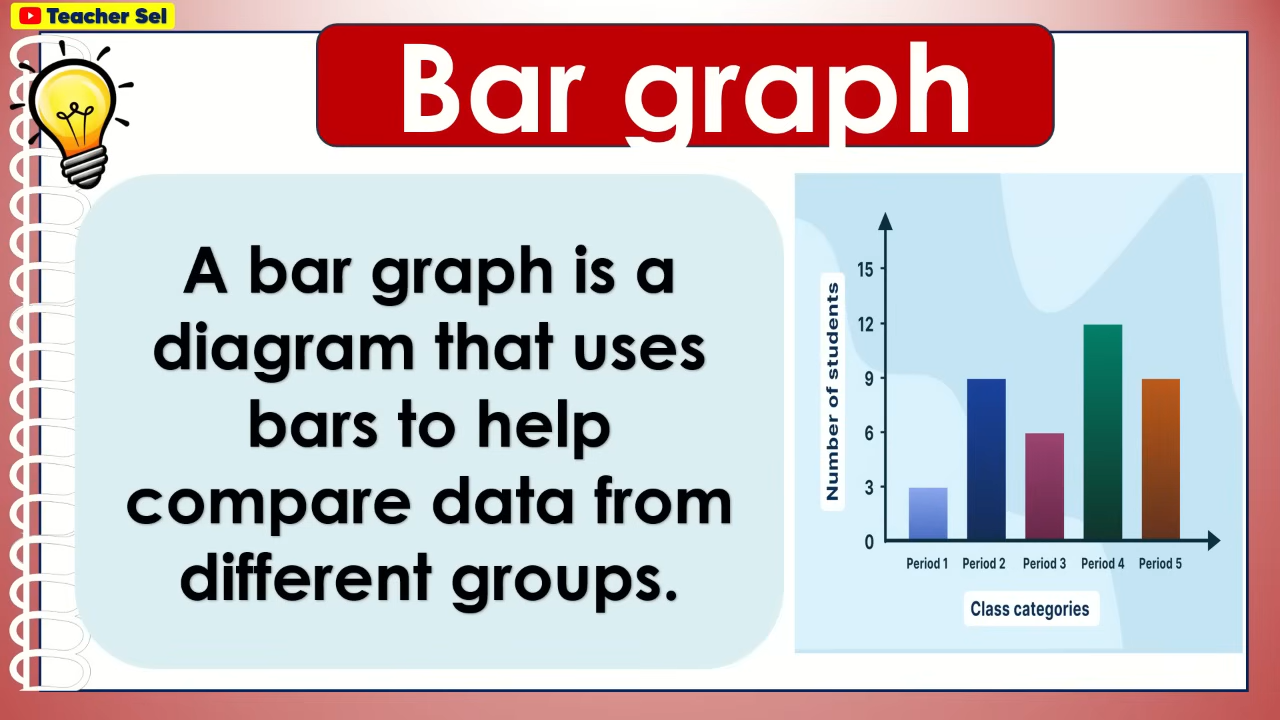 Teacher Sel
Bar graph
A bar graph is a
diagram that uses
bars to help
compare data from
different groups.
Number of students
15
12
9
6
3
0
Period 1 Period 2 Period 3 Period 4 Period 5
Class categories